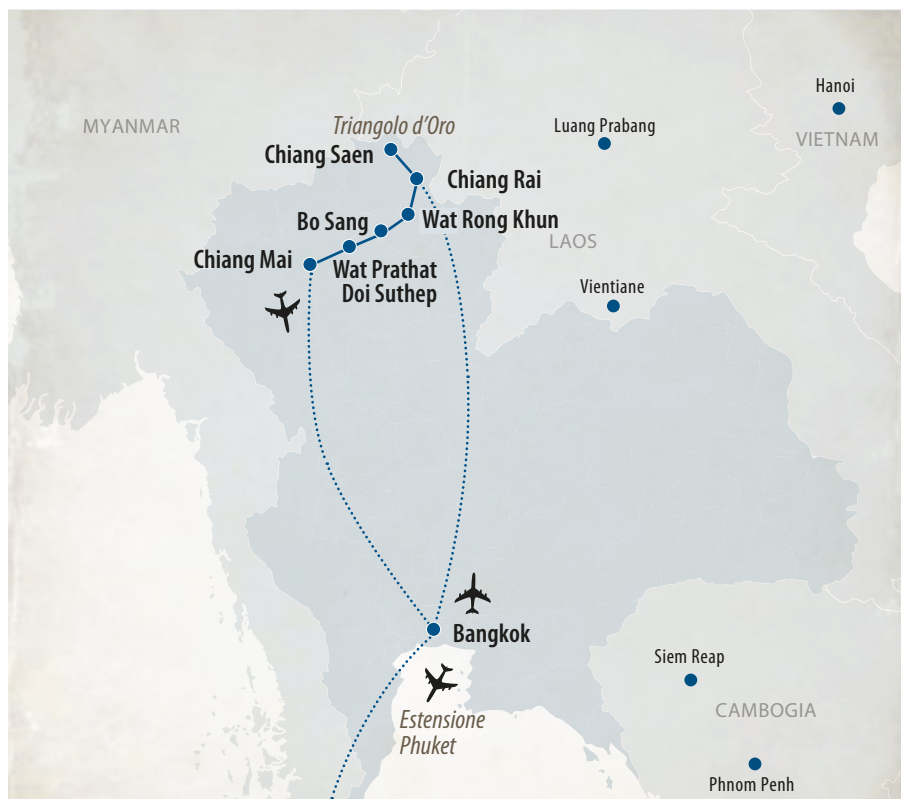 Hanoi
MYANMAR
Triangolo d'Oro
Luang Prabang
VIETNAM
Chiang Saen
Chiang Rai
Bo Sang
Wat Rong Khun
LAOS
Chiang Mai
Wat Prathat
Doi Suthep
Vientiane
Bangkok
Siem Reap
Estensione
Phuket
CAMBOGIA
Phnom Penh